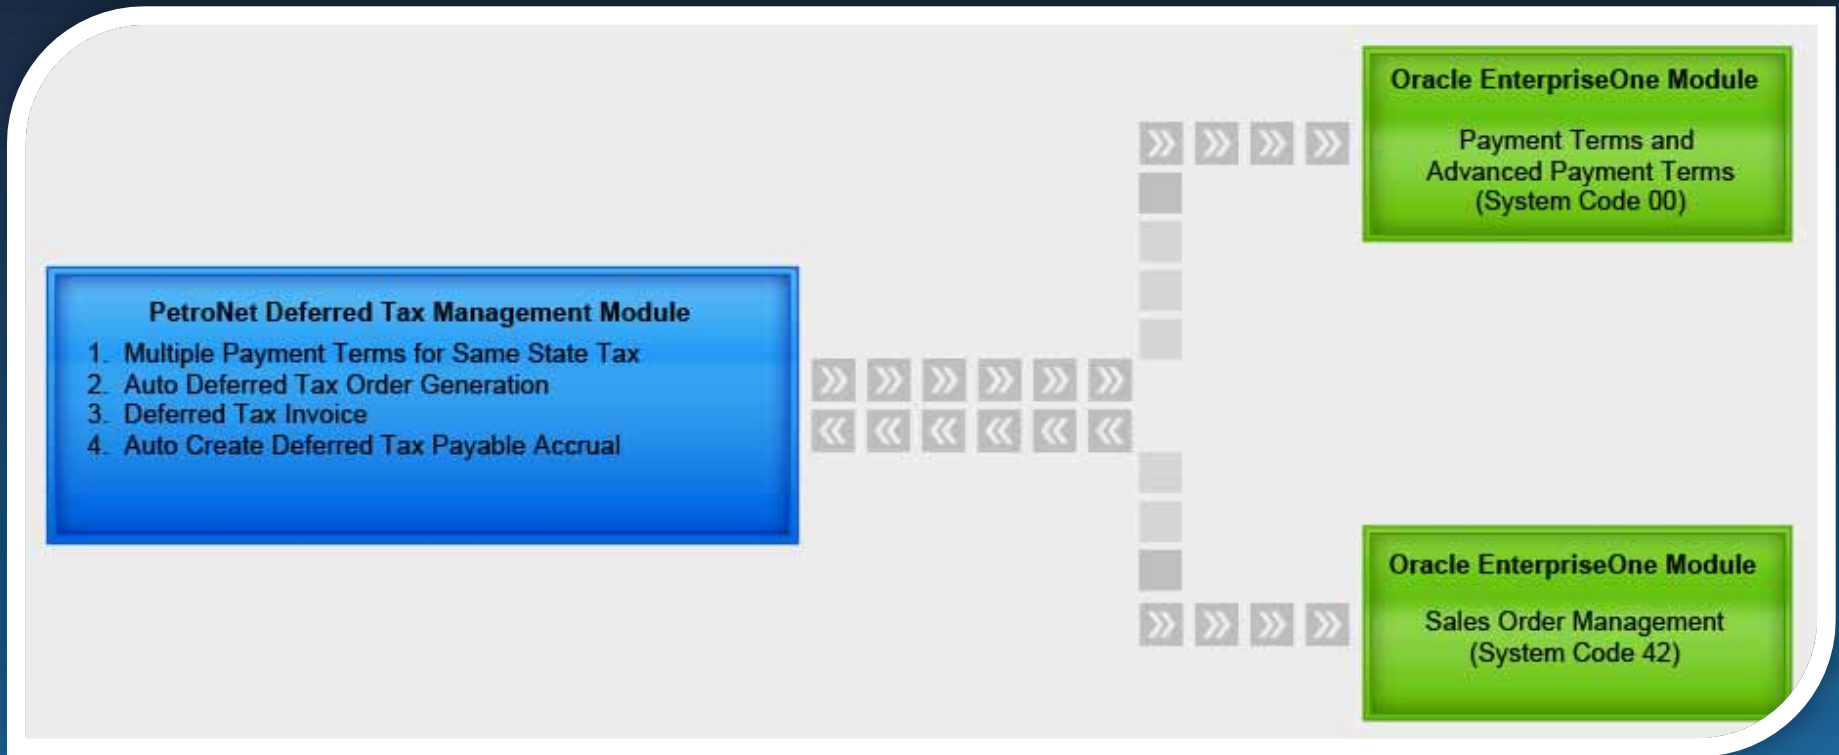 PetroNet Deferred Tax Management Module
1. Multiple Payment Terms for Same State Tax
2. Auto Deferred Tax Order Generation
3. Deferred Tax Invoice
4. Auto Create Deferred Tax Payable Accrual
Oracle EnterpriseOne Module
Payment Terms and
Advanced Payment Terms
(System Code 00)
Oracle EnterpriseOne Module
Sales Order Management
(System Code 42)